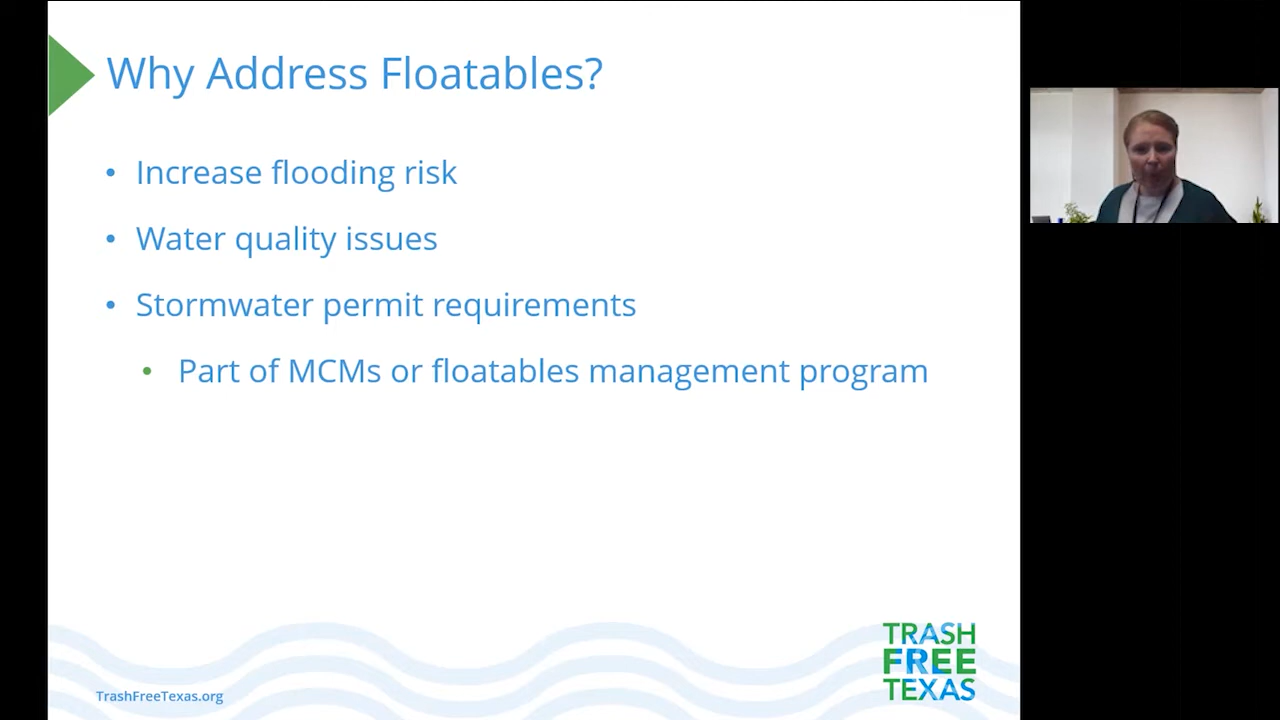 Why Address Floatables?
• Increase flooding risk
• Water quality issues
• Stormwater permit requirements
• Part of MCMs or floatables management program
TrashFreeTexas.org
TRASH
FREE
TEXAS